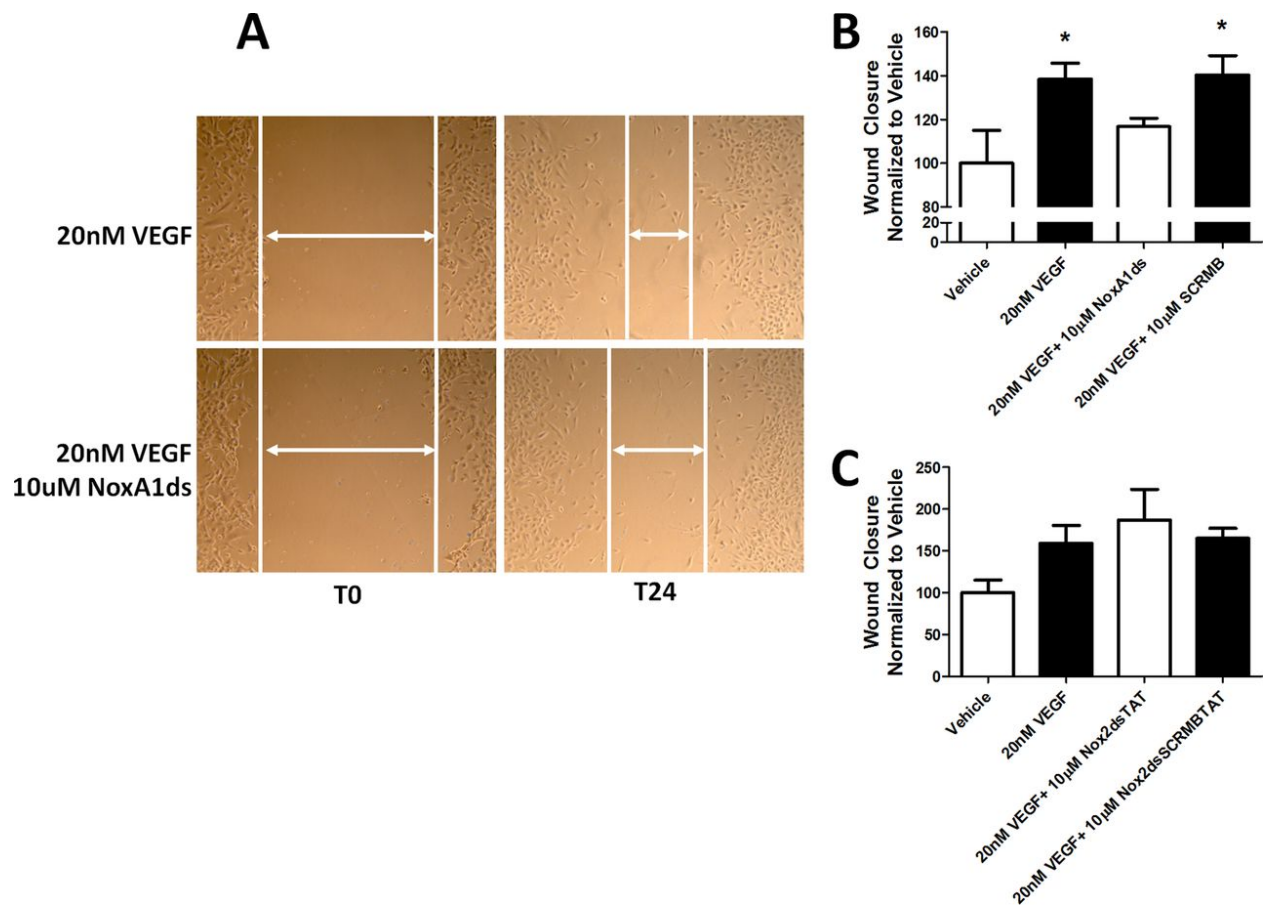 A
20nM VEGF
20nM VEGF
10uM NoxA1ds
T0
T24
B
Wound Closure
Normalized to Vehicle
160
140
120
100
80
20
0
*
*
Vehicle
20nM VEGF
20nM VEGF+ 10μM NoxA1ds
20nM VEGF+ 10μM SCRMB
C
Wound Closure
Normalized to Vehicle
250
200
150
100
50
0
Vehicle
20nM VEGF
20nM VEGF+ 10μM Nox2dsTAT
20nM VEGF+ 10μM Nox2dsSCRMBTAT